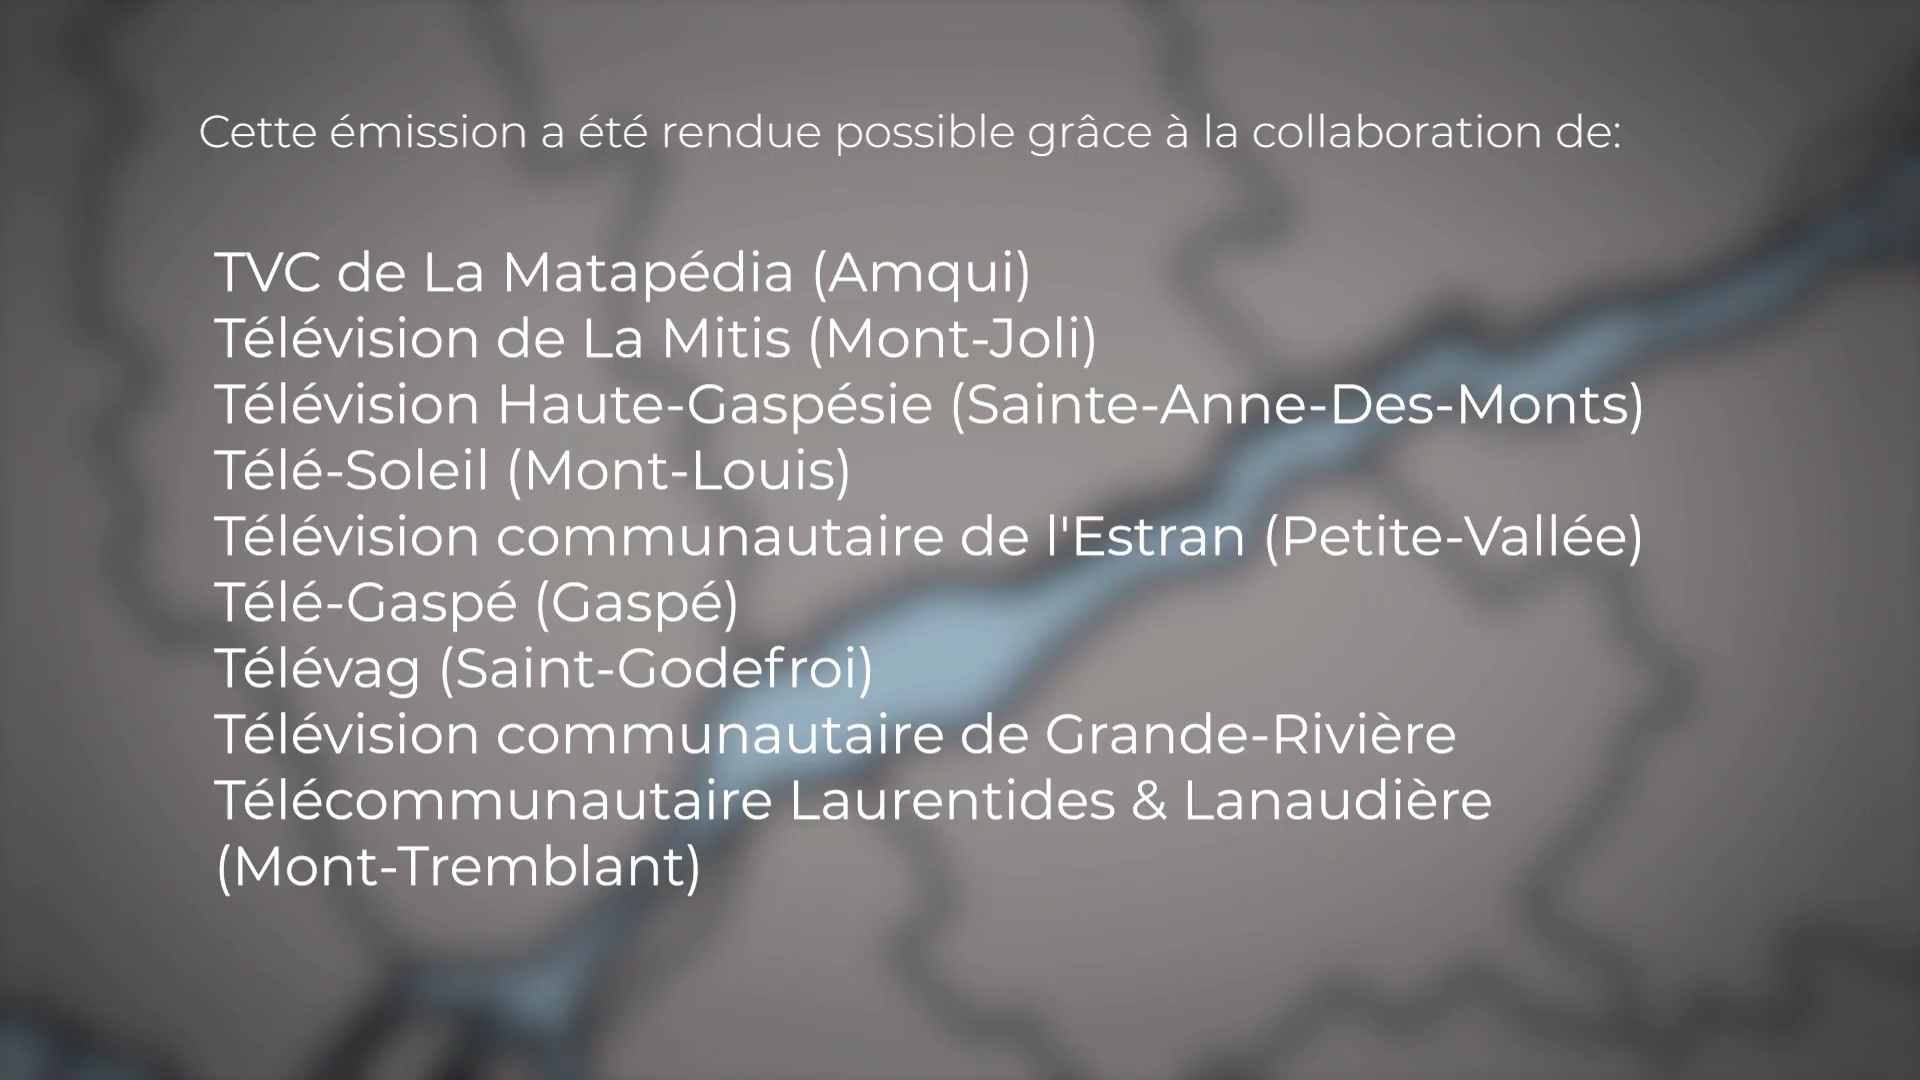 Cette émission a été rendue possible grâce à la collaboration de:
TVC de La Matapédia (Amqui)
Télévision de La Mitis (Mont-Joli)
Télévision Haute-Gaspésie (Sainte-Anne-Des-Monts)
Télé-Soleil (Mont-Louis)
Télévision communautaire de l'Estran (Petite-Vallée)
Télé-Gaspé (Gaspé)
Télévag (Saint-Godefroi)
Télévision communautaire de Grande-Rivière
Télécommunautaire Laurentides & Lanaudière
(Mont-Tremblant)